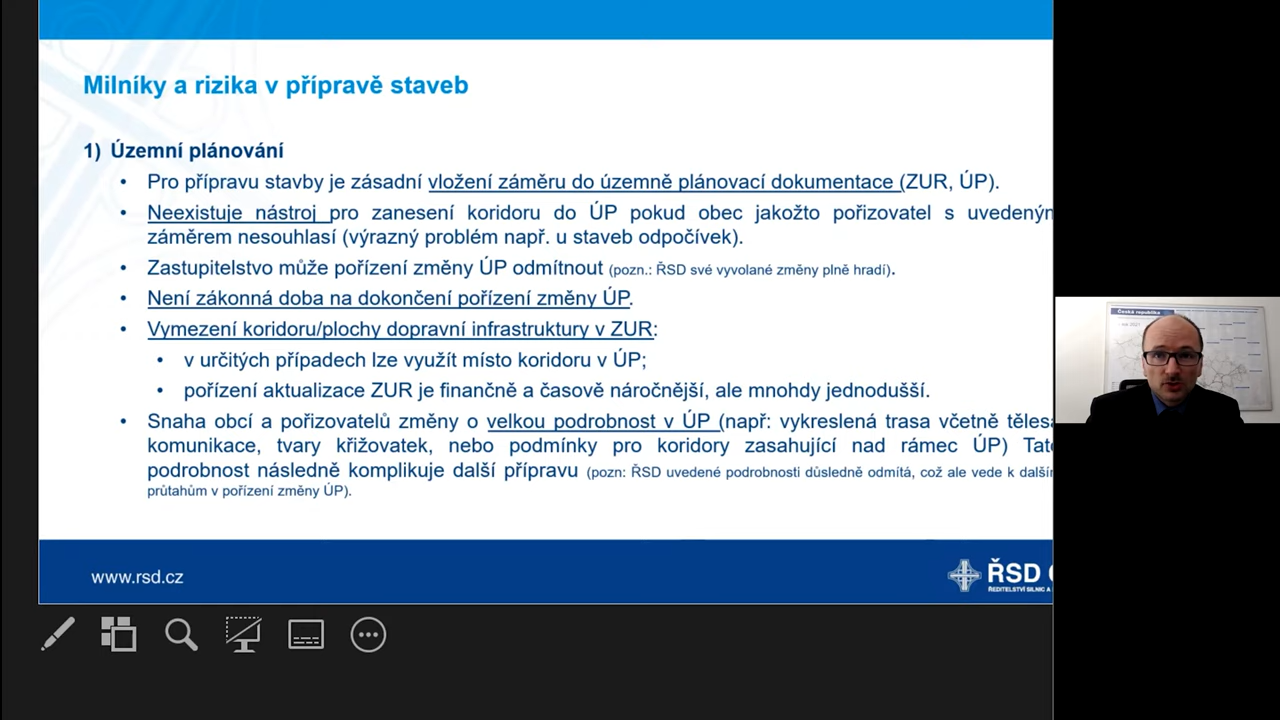 Milníky a rizika v přípravě staveb
1) Územní plánování
• Pro přípravu stavby je zásadní vložení záměru do územně plánovací dokumentace (ZUR, ÚP).
• Neexistuje nástroj pro zanesení koridoru do ÚP pokud obec jakožto pořizovatel s uvedeným
záměrem nesouhlasí (výrazný problém např. u staveb odpočívek).
• Zastupitelstvo může pořízení změny ÚP odmítnout (pozn.: ŘSD své vyvolané změny plně hradí).
• Není zákonná doba na dokončení pořízení změny ÚP.
• Vymezení koridoru/plochy dopravní infrastruktury v ZUR:
• v určitých případech lze využít místo koridoru v ÚP;
• pořízení aktualizace ZUR je finančně a časově náročnější, ale mnohdy jednodušší.
• Snaha obcí a pořizovatelů změny o velkou podrobnost v ÚP (např: vykreslená trasa včetně tělesa
komunikace, tvary křižovatek, nebo podmínky pro koridory zasahující nad rámec ÚP) Tato
podrobnost následně komplikuje další přípravu (pozn: ŘSD uvedené podrobnosti důsledně odmítá, což ale vede k dalším
průtahům v pořízení změny ÚP).
www.rsd.cz
ŘSD
ŘEDITELSTVÍ SILNIC A
Česká republika